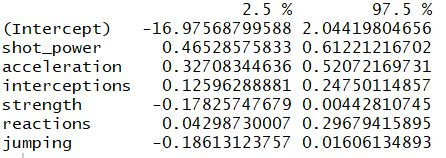 2.5 % 97.5 %
(Intercept) -16.97568799588 2.04419804656
shot_power 0.46528575833 0.61221216702
acceleration 0.32708344636 0.52072169731
interceptions 0.12596288881 0.24750114857
strength -0.17825747679 0.00442810745
reactions 0.04298730007 0.29679415895
jumping -0.18613123757 0.01606134893